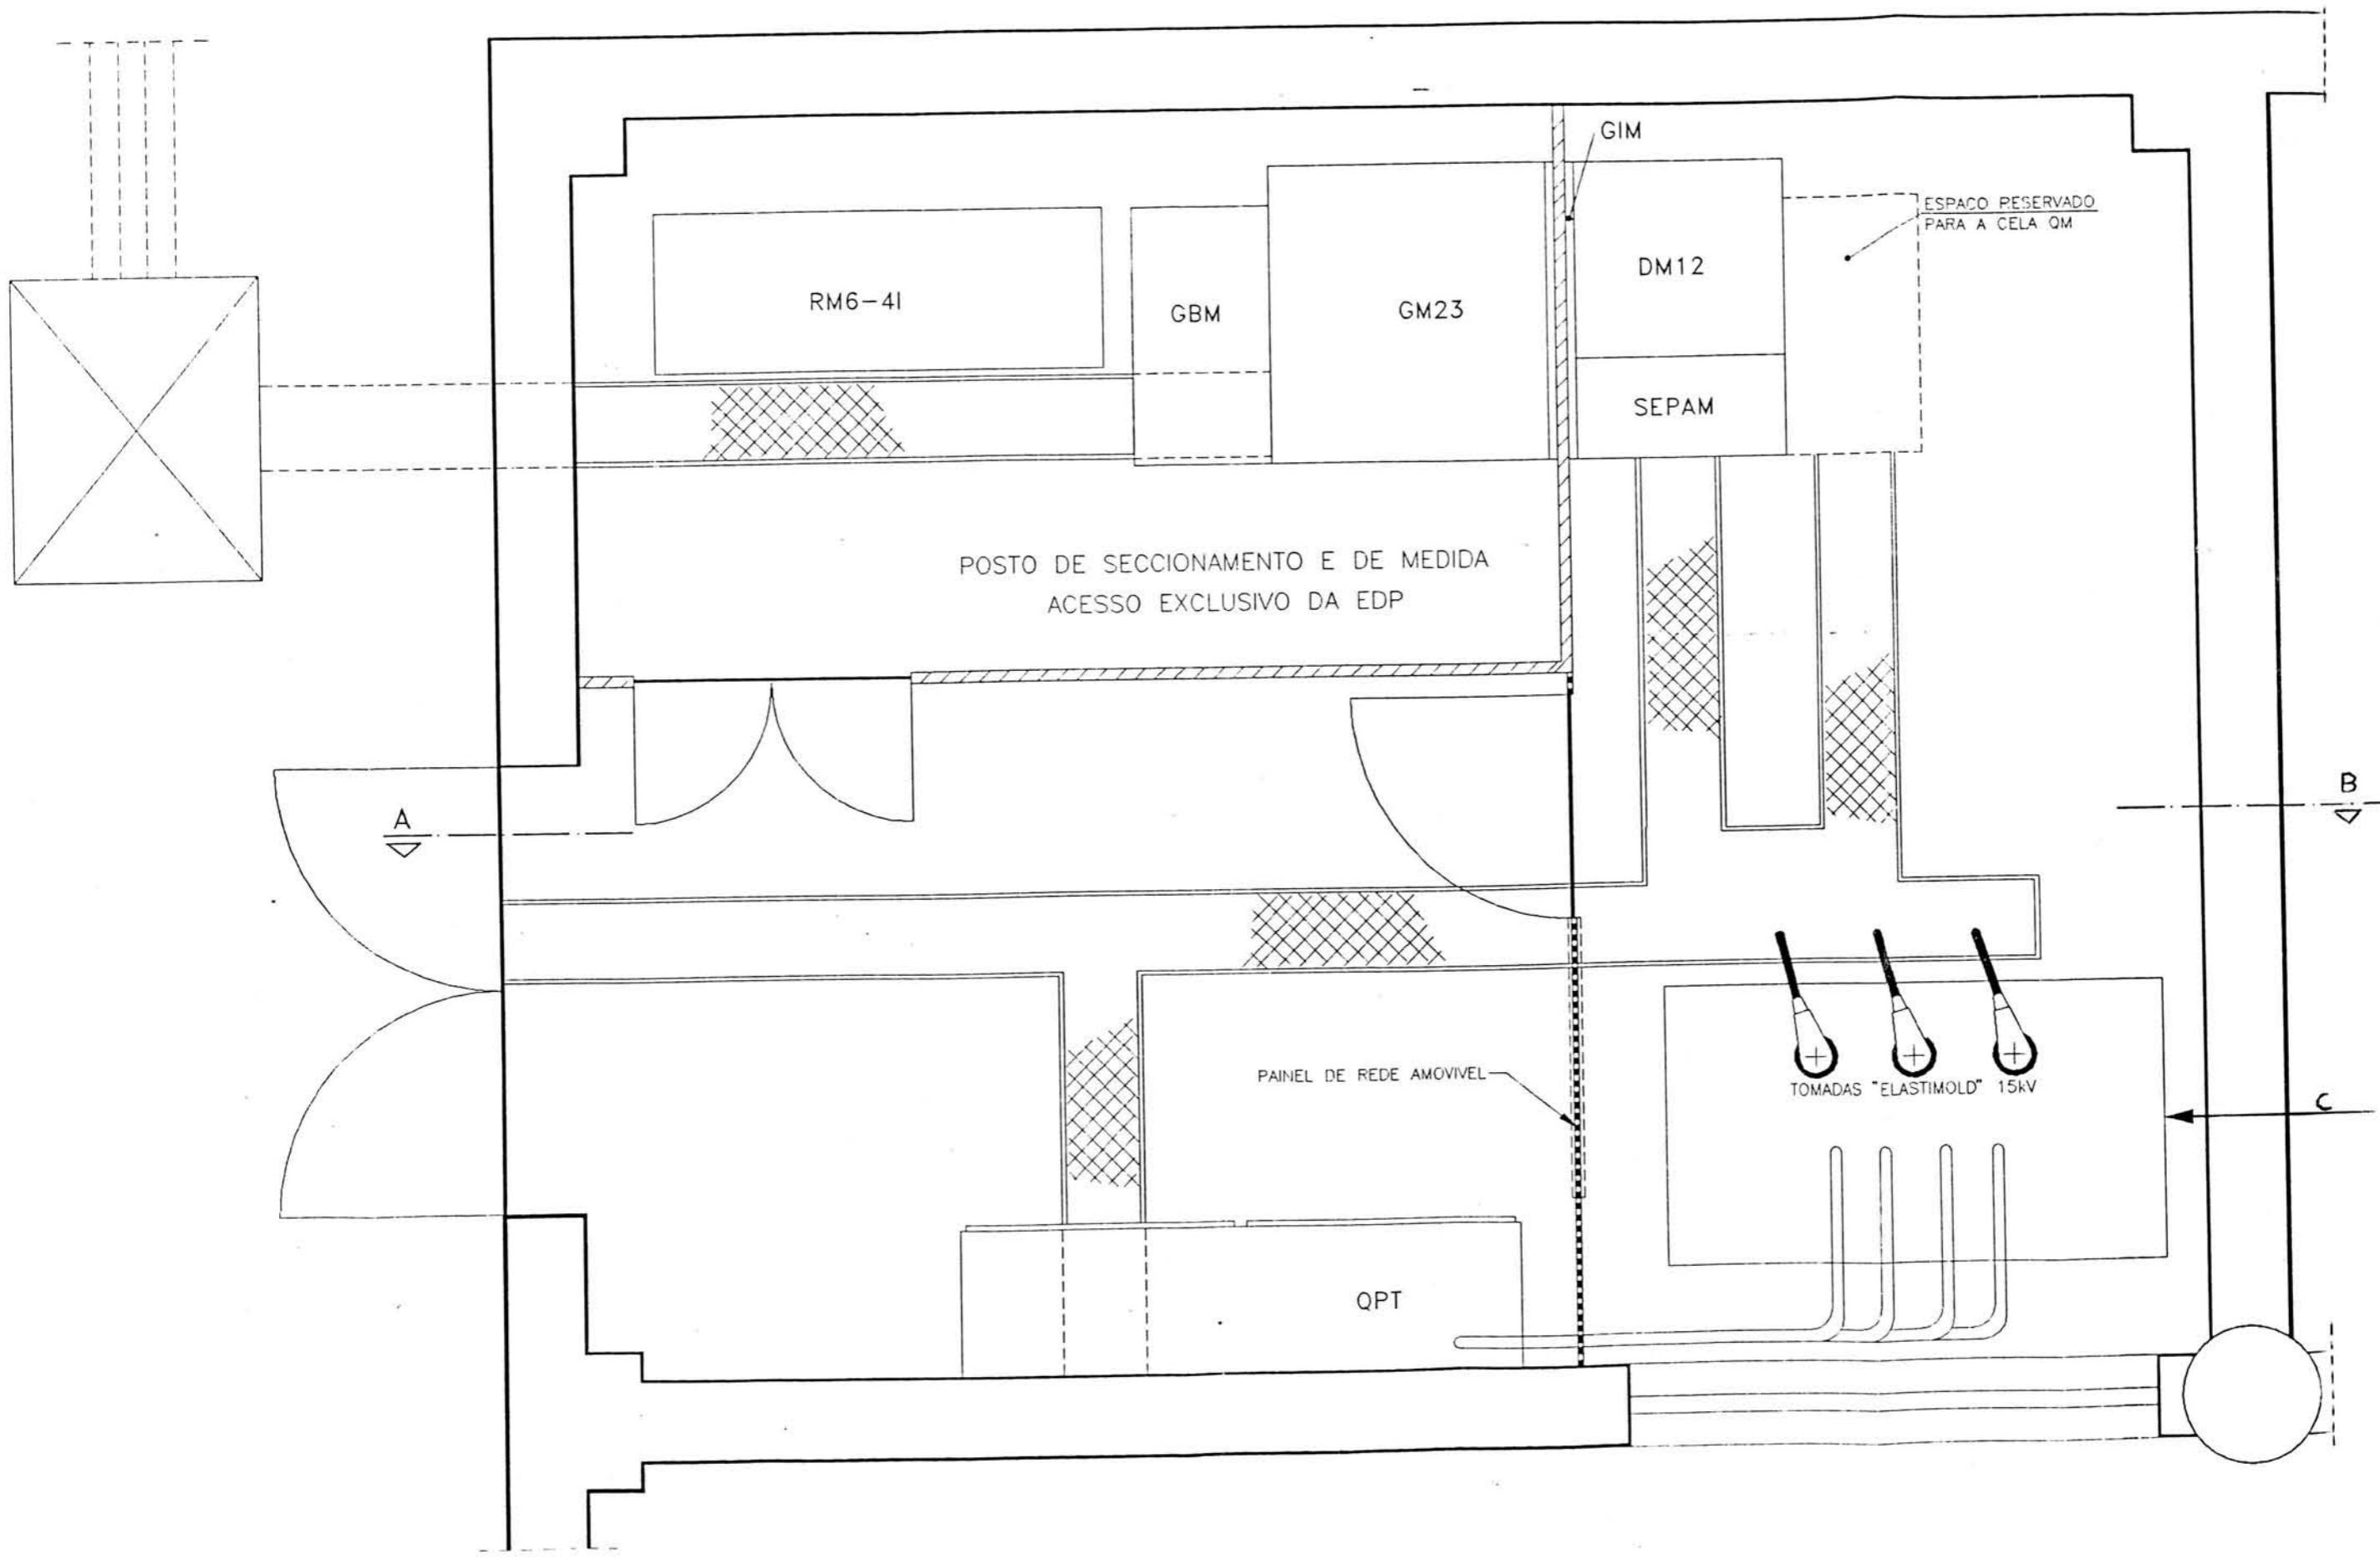 GIM
ESPACO RESERVADO
PARA A CELA QM
DM12
RM6-4I
GBM
GM23
SEPAM
POSTO DE SECCIONAMENTO E DE MEDIDA
ACESSO EXCLUSIVO DA EDP
A
B
PAINEL DE REDE AMOVIVEL
TOMADAS "ELASTIMOLD" 15kV
C
QPT